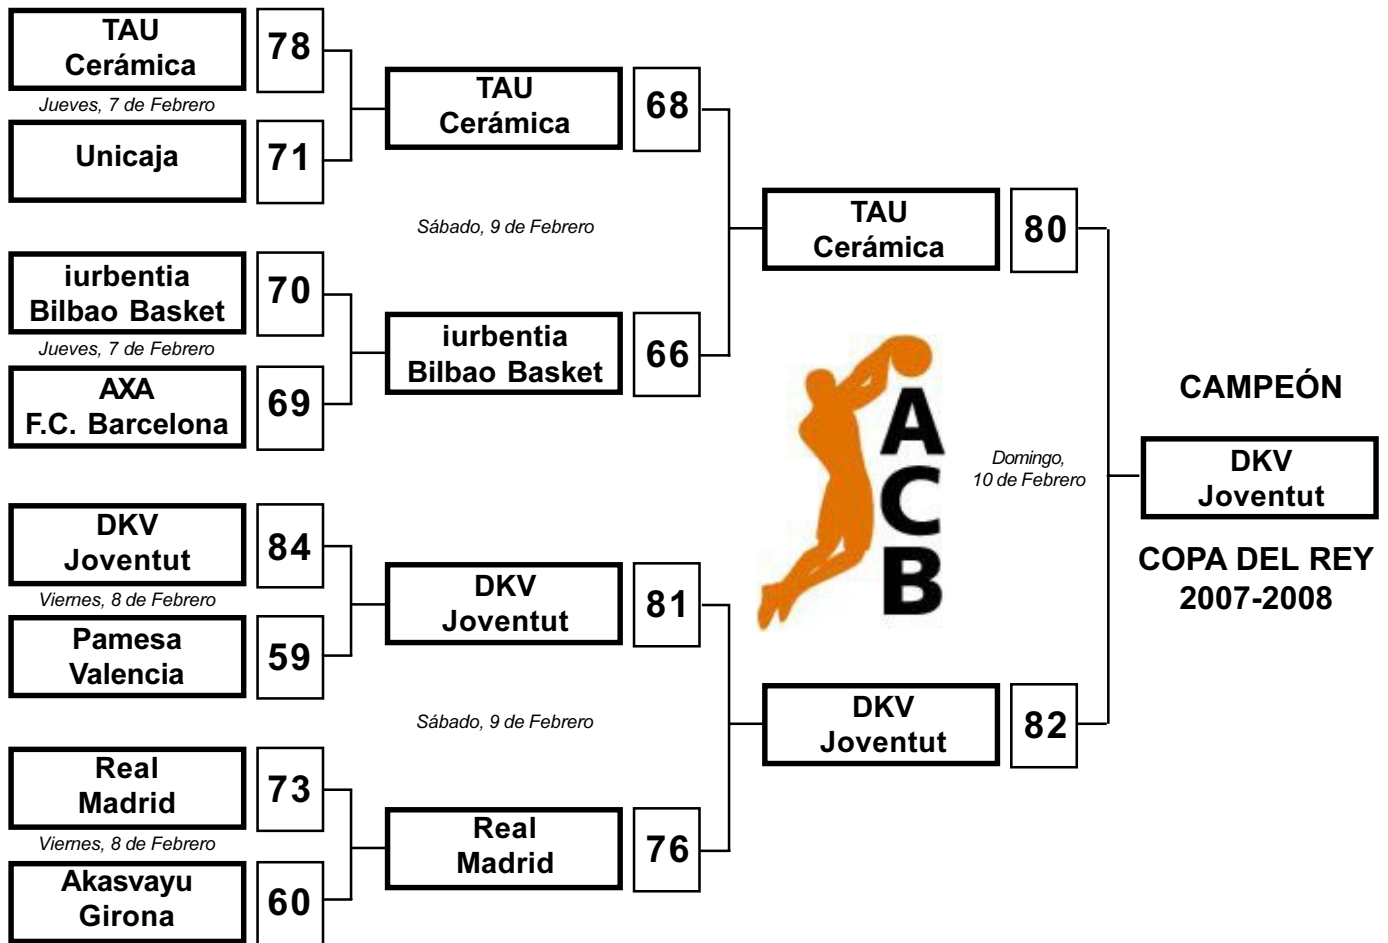 TAU
Cerámica
78
Jueves, 7 de Febrero
Unicaja
71
iurbentia
Bilbao Basket
70
Jueves, 7 de Febrero
AXA
F.C. Barcelona
69
DKV
Joventut
84
Viernes, 8 de Febrero
Pamesa
Valencia
59
Real
Madrid
73
Viernes, 8 de Febrero
Akasvayu
Girona
60
TAU
Cerámica
68
Sábado, 9 de Febrero
iurbentia
Bilbao Basket
66
DKV
Joventut
81
Sábado, 9 de Febrero
Real
Madrid
76
TAU
Cerámica
80
A
C
B
Domingo,
10 de Febrero
DKV
Joventut
82
CAMPEÓN
DKV
Joventut
COPA DEL REY
2007-2008